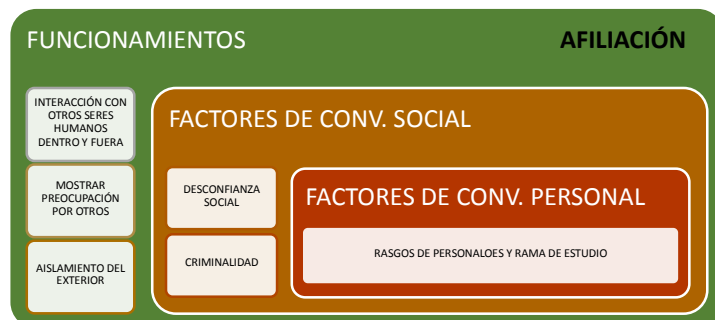 FUNCIONAMIENTOS
AFILIACIÓN
INTERACCIÓN CON
OTROS SERES
HUMANOS
DENTRO Y FUERA
MOSTRAR
PREOCUPACIÓN
POR OTROS
AISLAMIENTO DEL
EXTERIOR
FACTORES DE CONV. SOCIAL
DESCONFIANZA
SOCIAL
CRIMINALIDAD
FACTORES DE CONV. PERSONAL
RASGOS DE PERSONALOES Y RAMA DE ESTUDIO